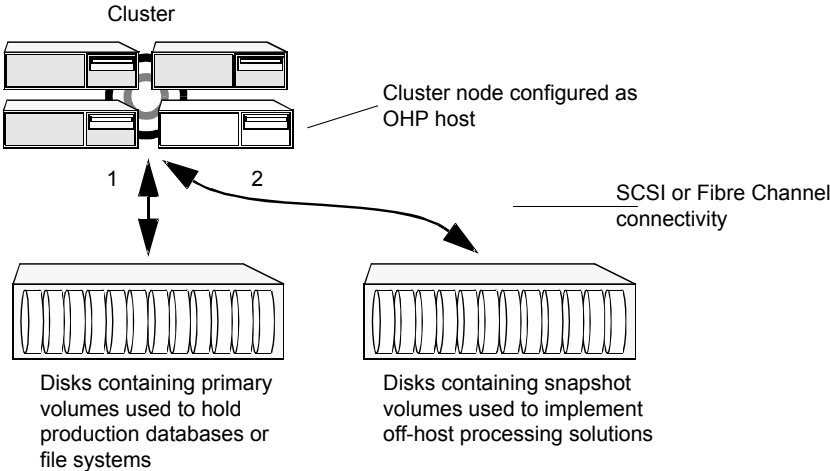 Cluster
Cluster node configured as
OHP host
1
2
SCSI or Fibre Channel
connectivity
Disks containing primary
volumes used to hold
production databases or
file systems
Disks containing snapshot
volumes used to implement
off-host processing solutions